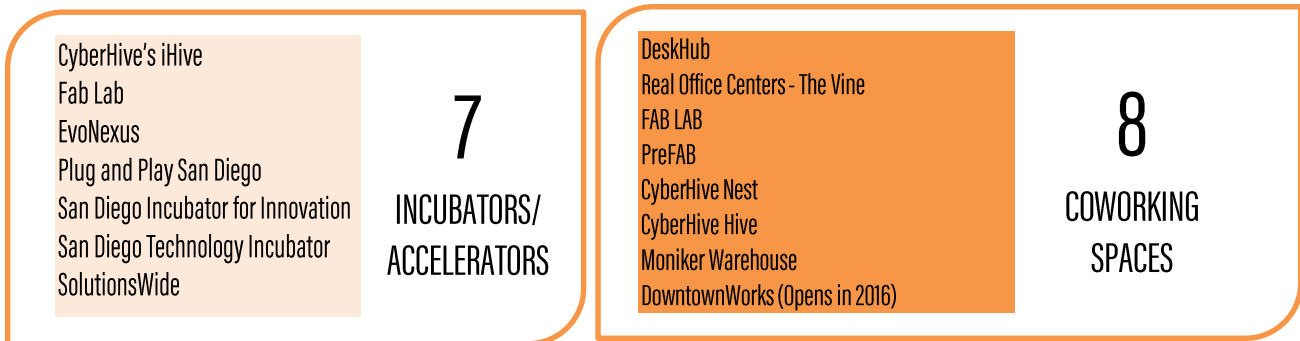 CyberHive’s iHive
Fab Lab
EvoNexus
Plug and Play San Diego
San Diego Incubator for Innovation
San Diego Technology Incubator
SolutionsWide
7
INCUBATORS/
ACCELERATORS
DeskHub
Real Office Centers - The Vine
FAB LAB
PreFAB
CyberHive Nest
CyberHive Hive
Moniker Warehouse
DowntownWorks (Opens in 2016)
8
COWORKING
SPACES